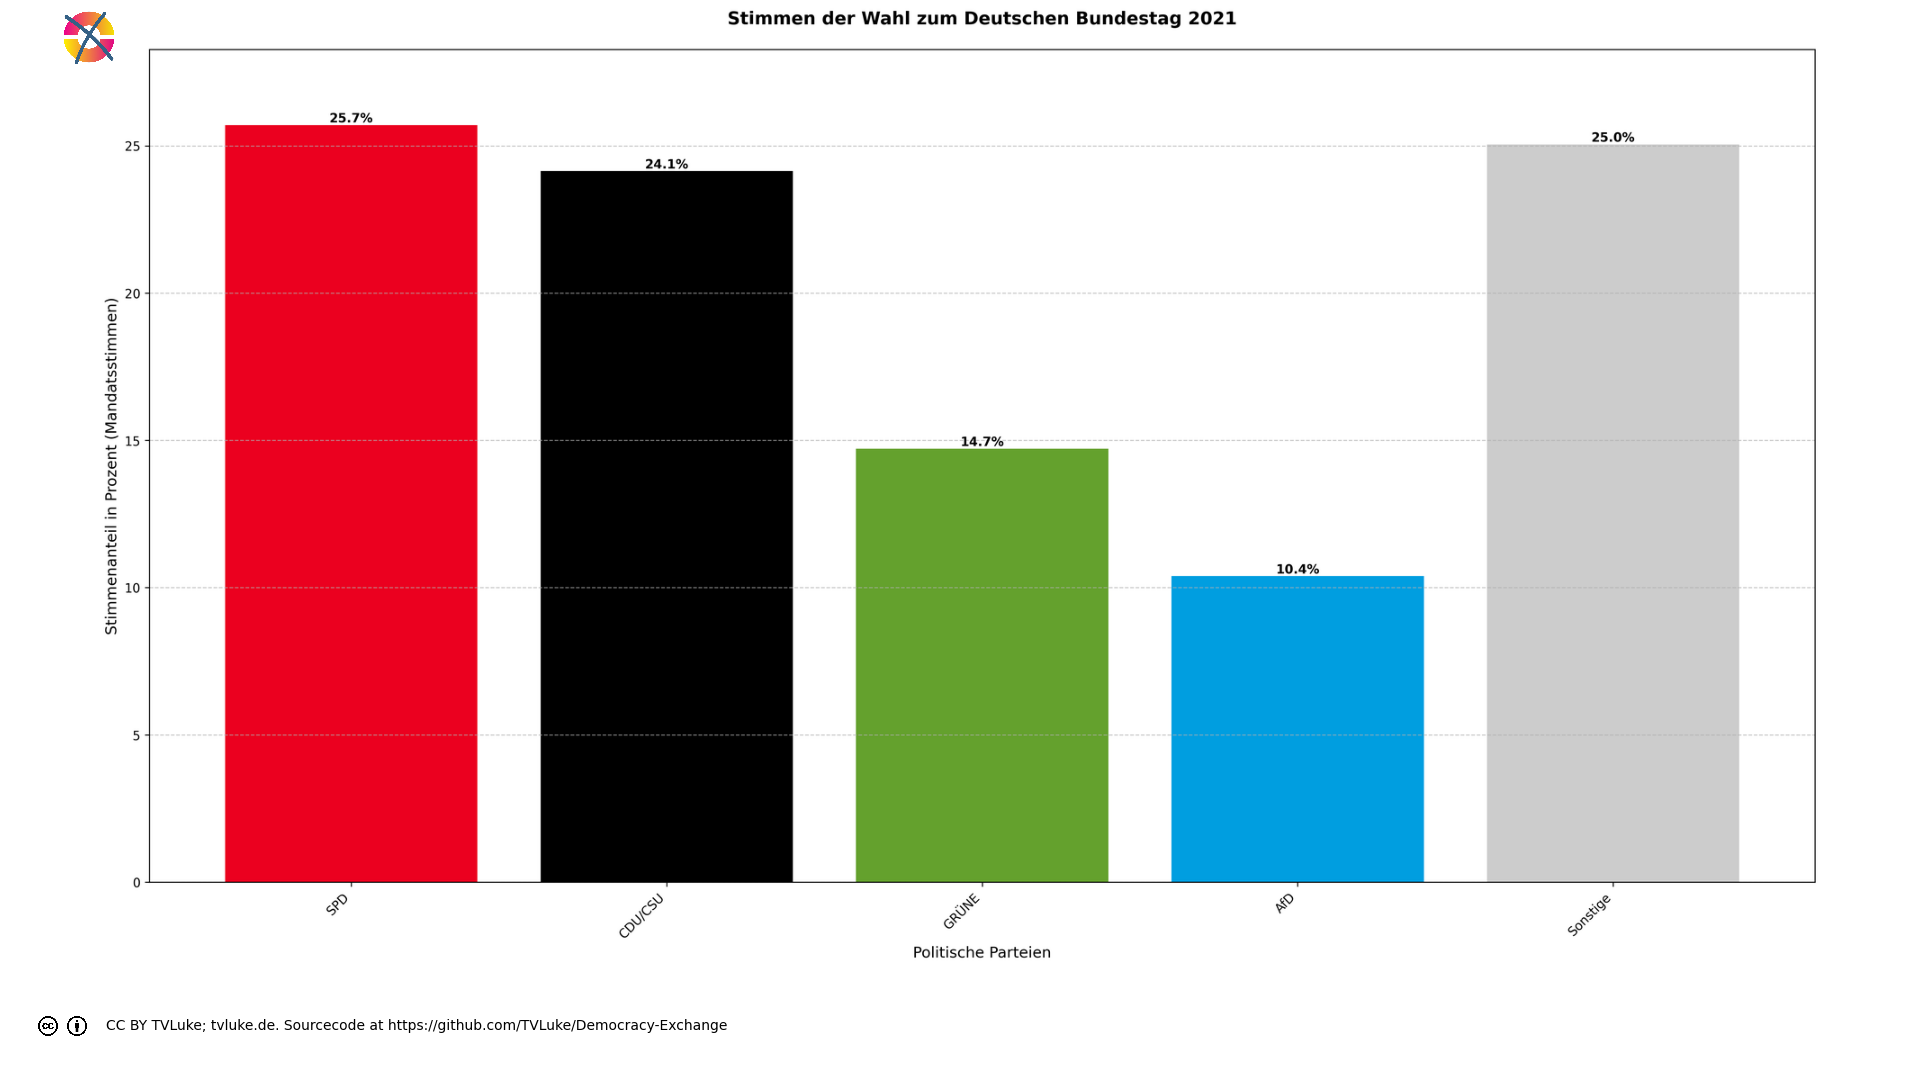 Stimmen der Wahl zum Deutschen Bundestag 2021
Stimmenanteil in Prozent (Mandatsstimmen)
25
20
15
10
5
0
25.7%
24.1%
14.7%
10.4%
25.0%
SPD
CDU/CSU
GRÜNE
AfD
Sonstige
Politische Parteien
cc CC BY TVLuke; tvluke.de. Sourcecode at https://github.com/TVLuke/Democracy-Exchange